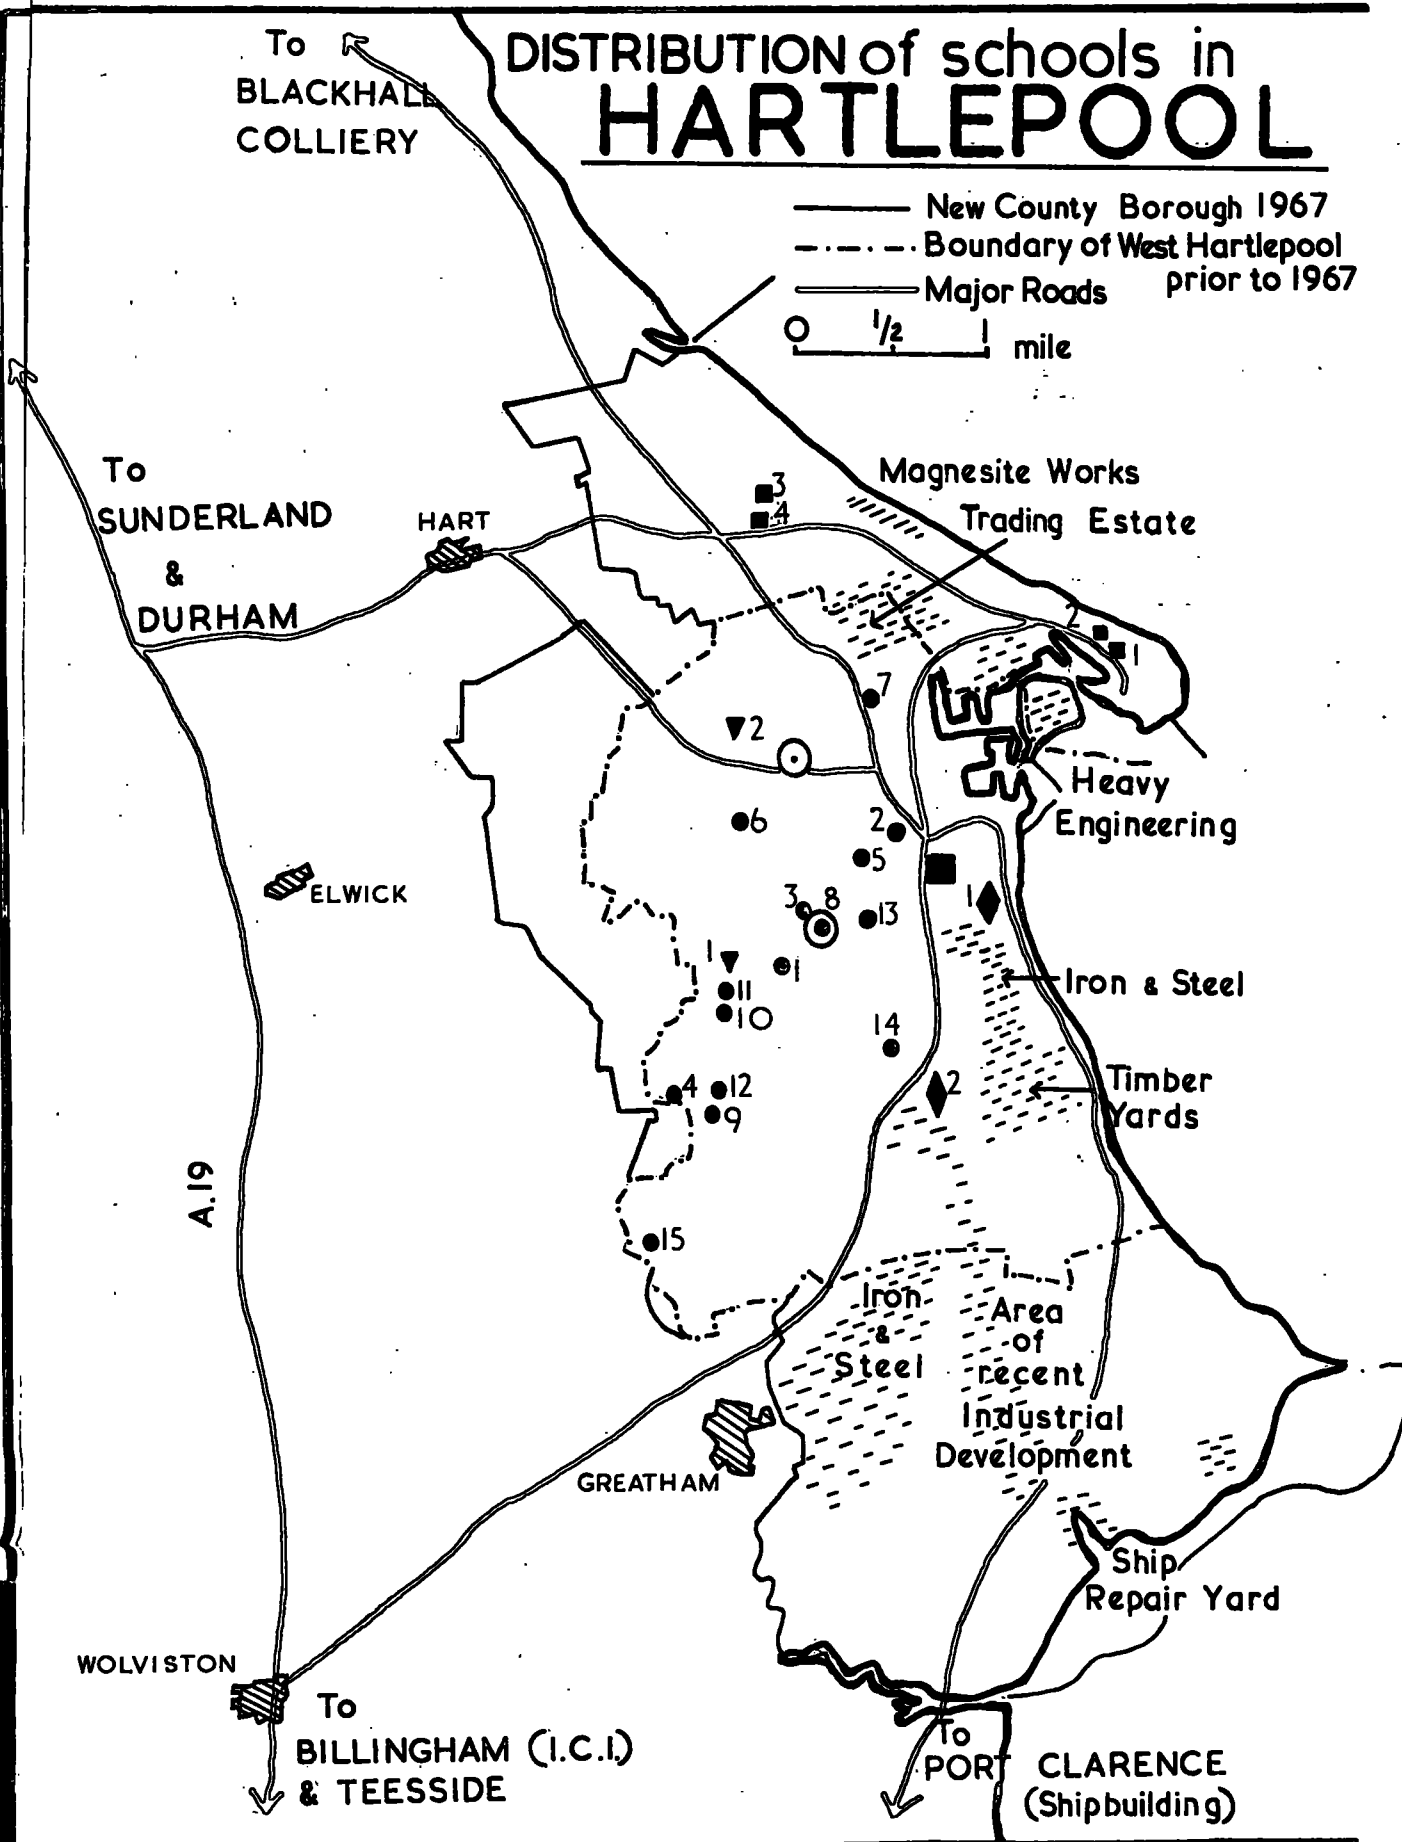 DISTRIBUTION of schools in
HARTLEPOOL
To
BLACKHALL
COLLIERY
New County Borough 1967
Boundary of West Hartlepool
prior to 1967
Major Roads
0 1/2 1
mile
To
SUNDERLAND
&
DURHAM
HART
Magnesite Works
Trading Estate
3
4
2
1
7
2
Heavy
Engineering
6
2
5
ELWICK
3 8
13
1
1
1
11
10
Iron & Steel
14
4
12
9
2
Timber
Yards
A.19
15
Iron
&
Steel
Area
of
recent
Industrial
Development
GREATHAM
Ship
Repair Yard
WOLVISTON
To
BILLINGHAM (I.C.I.)
& TEESSIDE
To
PORT CLARENCE
(Shipbuilding)